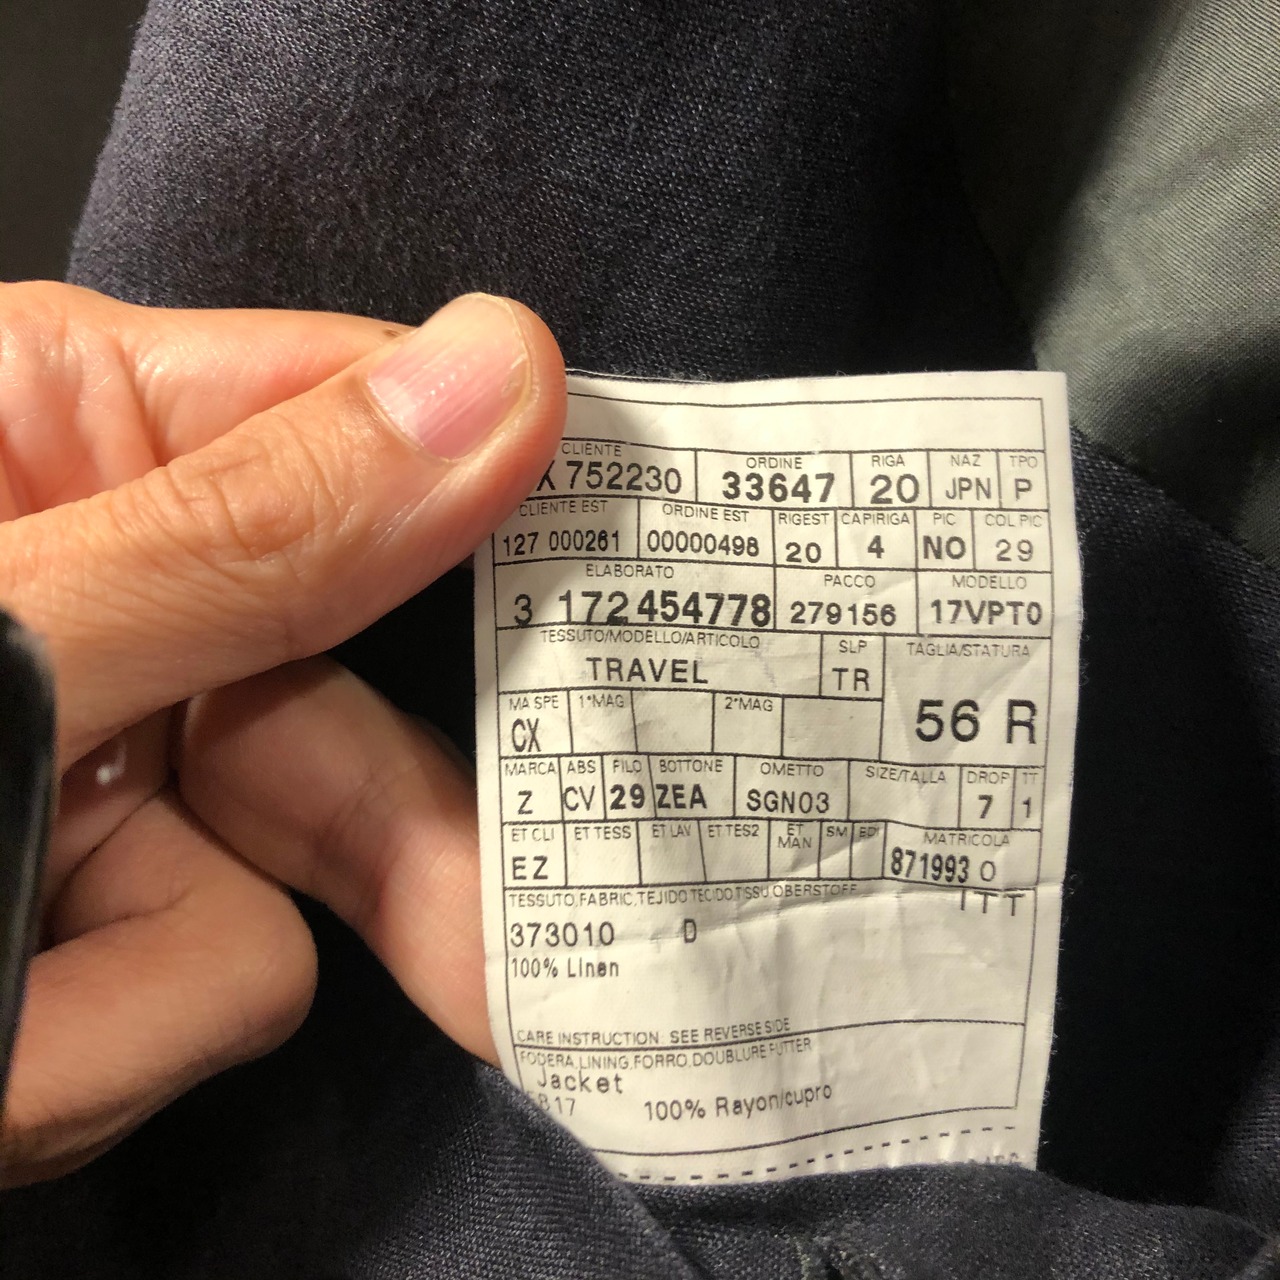 CLIENTE ORDINE RIGA NAZ TPO
X 752230 33647 20 JPN P
CLIENTE EST ORDINE EST RIGEST CAPIRIGA PIC COL PIC
127 000261 00000498 20 4 NO 29
ELABORATO PACCO MODELLO
3 172 454778 279156 17VPT0
TESSUTO/MODELLO/ARTICOLO SLP TAGLIA/STATURA
TRAVEL TR 56 R
MA SPE 1°MAG 2°MAG
CX
MARCA ABS FILO BOTTONE OMETTO SIZE/TALLA DROP TT
Z CV 29 ZEA SGN03 7 1
ET CLI ET TESS ET LAV ET TES2 ET MAN SM EDI MATRICOLA
EZ 871993 0
TESSUTO,FABRIC,TEJIDO TECIDO,TISSU,OBERSTOFF TTT
373010 D
100% Linen
CARE INSTRUCTION: SEE REVERSE SIDE
FODERA,LINING,FORRO,DOUBLURE FUTTER
Jacket
817 100% Rayon/cupro